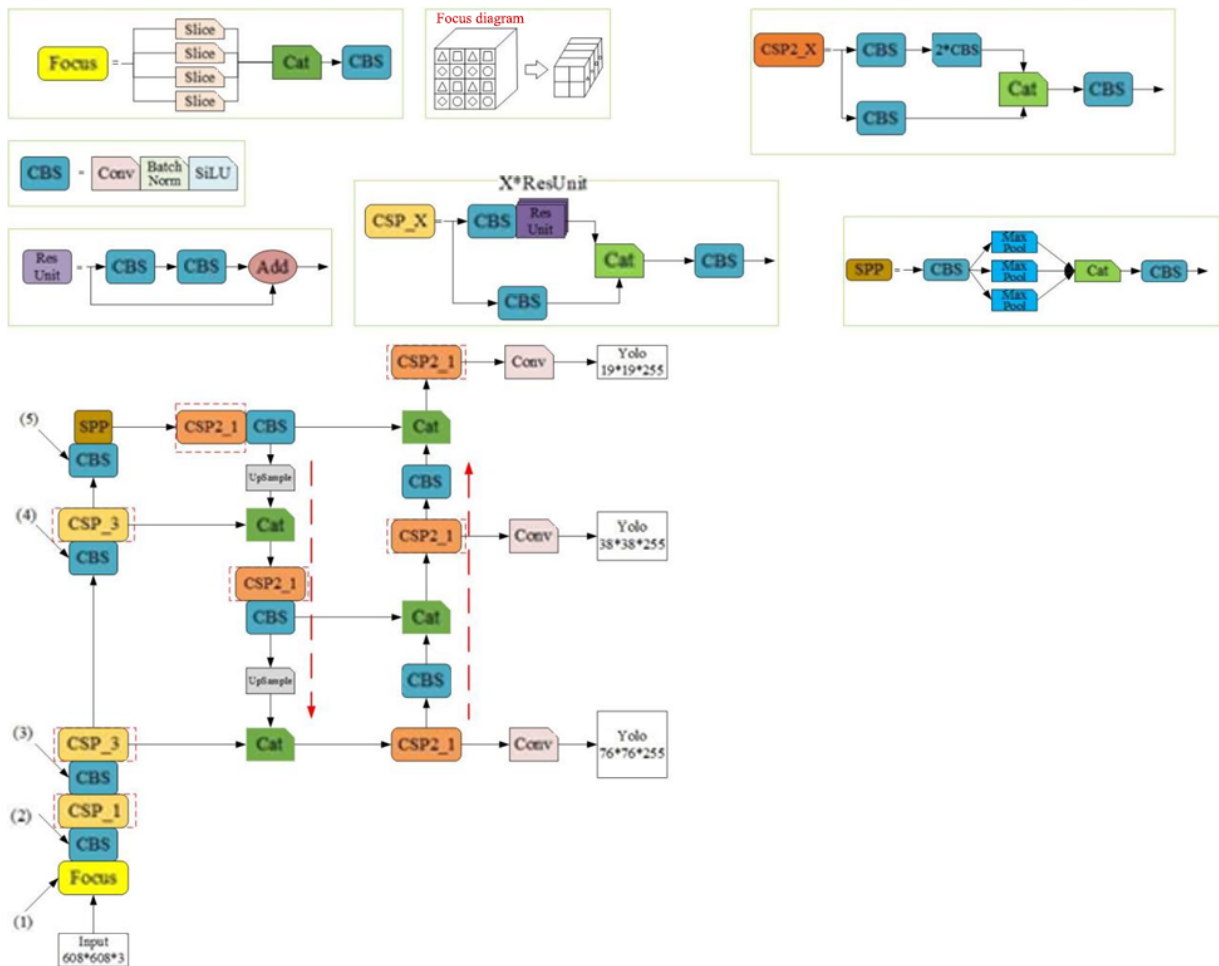 Focus
=
Slice
Slice
Slice
Slice
Cat
CBS
Focus diagram
CSP2_X
=
CBS
2*CBS
CBS
Cat
CBS
CBS
=
Conv
Batch
Norm
SiLU
X*ResUnit
CSP_X
=
CBS
Res
Unit
Cat
CBS
CBS
Res
Unit
=
CBS
CBS
Add
SPP
=
CBS
Max
Pool
Max
Pool
Max
Pool
Cat
CBS
CSP2_1
Conv
Yolo
19*19*255
(5)
SPP
CSP2_1
CBS
Cat
CBS
UpSample
CBS
(4)
CSP_3
Cat
CSP2_1
Conv
Yolo
38*38*255
CBS
CSP2_1
CBS
Cat
UpSample
CBS
(3)
CSP_3
Cat
CSP2_1
Conv
Yolo
76*76*255
CBS
(2)
CSP_1
CBS
Focus
(1)
Input
608*608*3